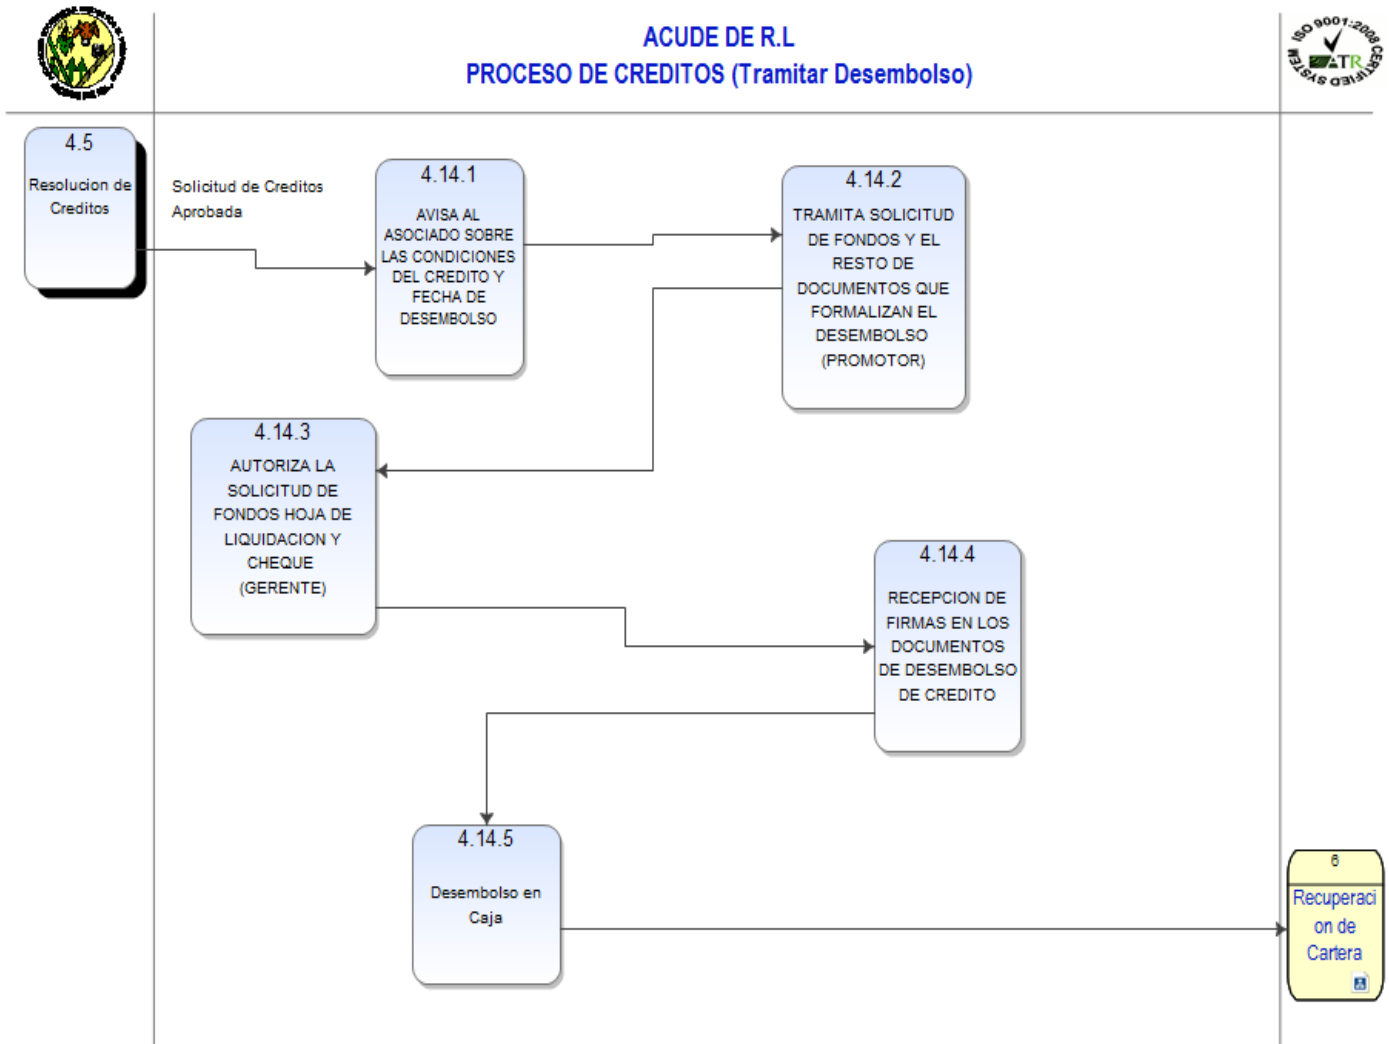 ACUDE DE R.L
PROCESO DE CREDITOS (Tramitar Desembolso)
ISO 9001:2008 CERTIFIED SYSTEM
ATR
4.5
Resolucion de
Creditos
Solicitud de Creditos
Aprobada
4.14.1
AVISA AL
ASOCIADO SOBRE
LAS CONDICIONES
DEL CREDITO Y
FECHA DE
DESEMBOLSO
4.14.2
TRAMITA SOLICITUD
DE FONDOS Y EL
RESTO DE
DOCUMENTOS QUE
FORMALIZAN EL
DESEMBOLSO
(PROMOTOR)
4.14.3
AUTORIZA LA
SOLICITUD DE
FONDOS HOJA DE
LIQUIDACION Y
CHEQUE
(GERENTE)
4.14.4
RECEPCION DE
FIRMAS EN LOS
DOCUMENTOS
DE DESEMBOLSO
DE CREDITO
4.14.5
Desembolso en
Caja
6
Recuperaci
on de
Cartera